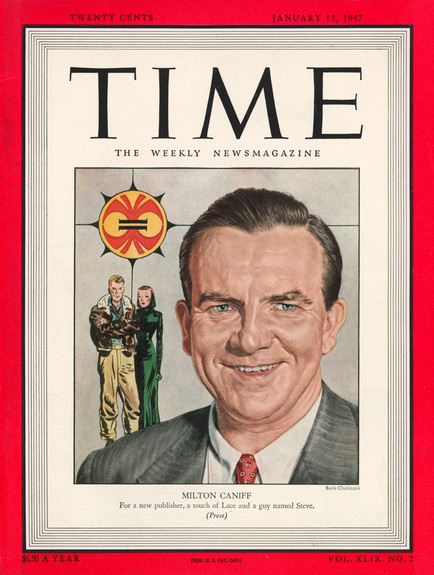 TWENTY CENTS JANUARY 13, 1947
TIME
THE WEEKLY NEWSMAGAZINE
Boris Chaliapin
MILTON CANIFF
For a new publisher, a touch of Lace and a guy named Steve.
(Press)
$6.50 A YEAR (REG. U. S. PAT. OFF.) VOL. XLIX NO. 2